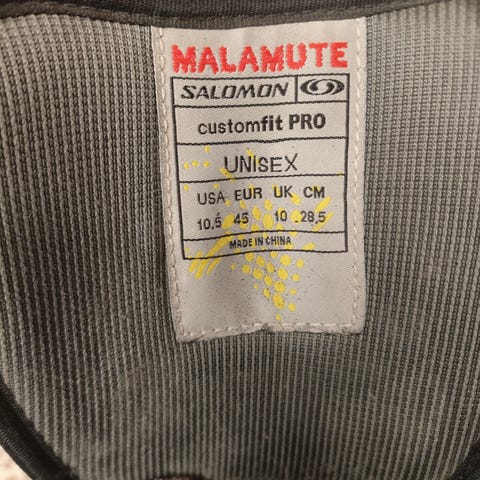 MALAMUTE
SALOMON
customfit PRO
UNISEX
USA EUR UK CM
10,5 45 10 28,5
MADE IN CHINA